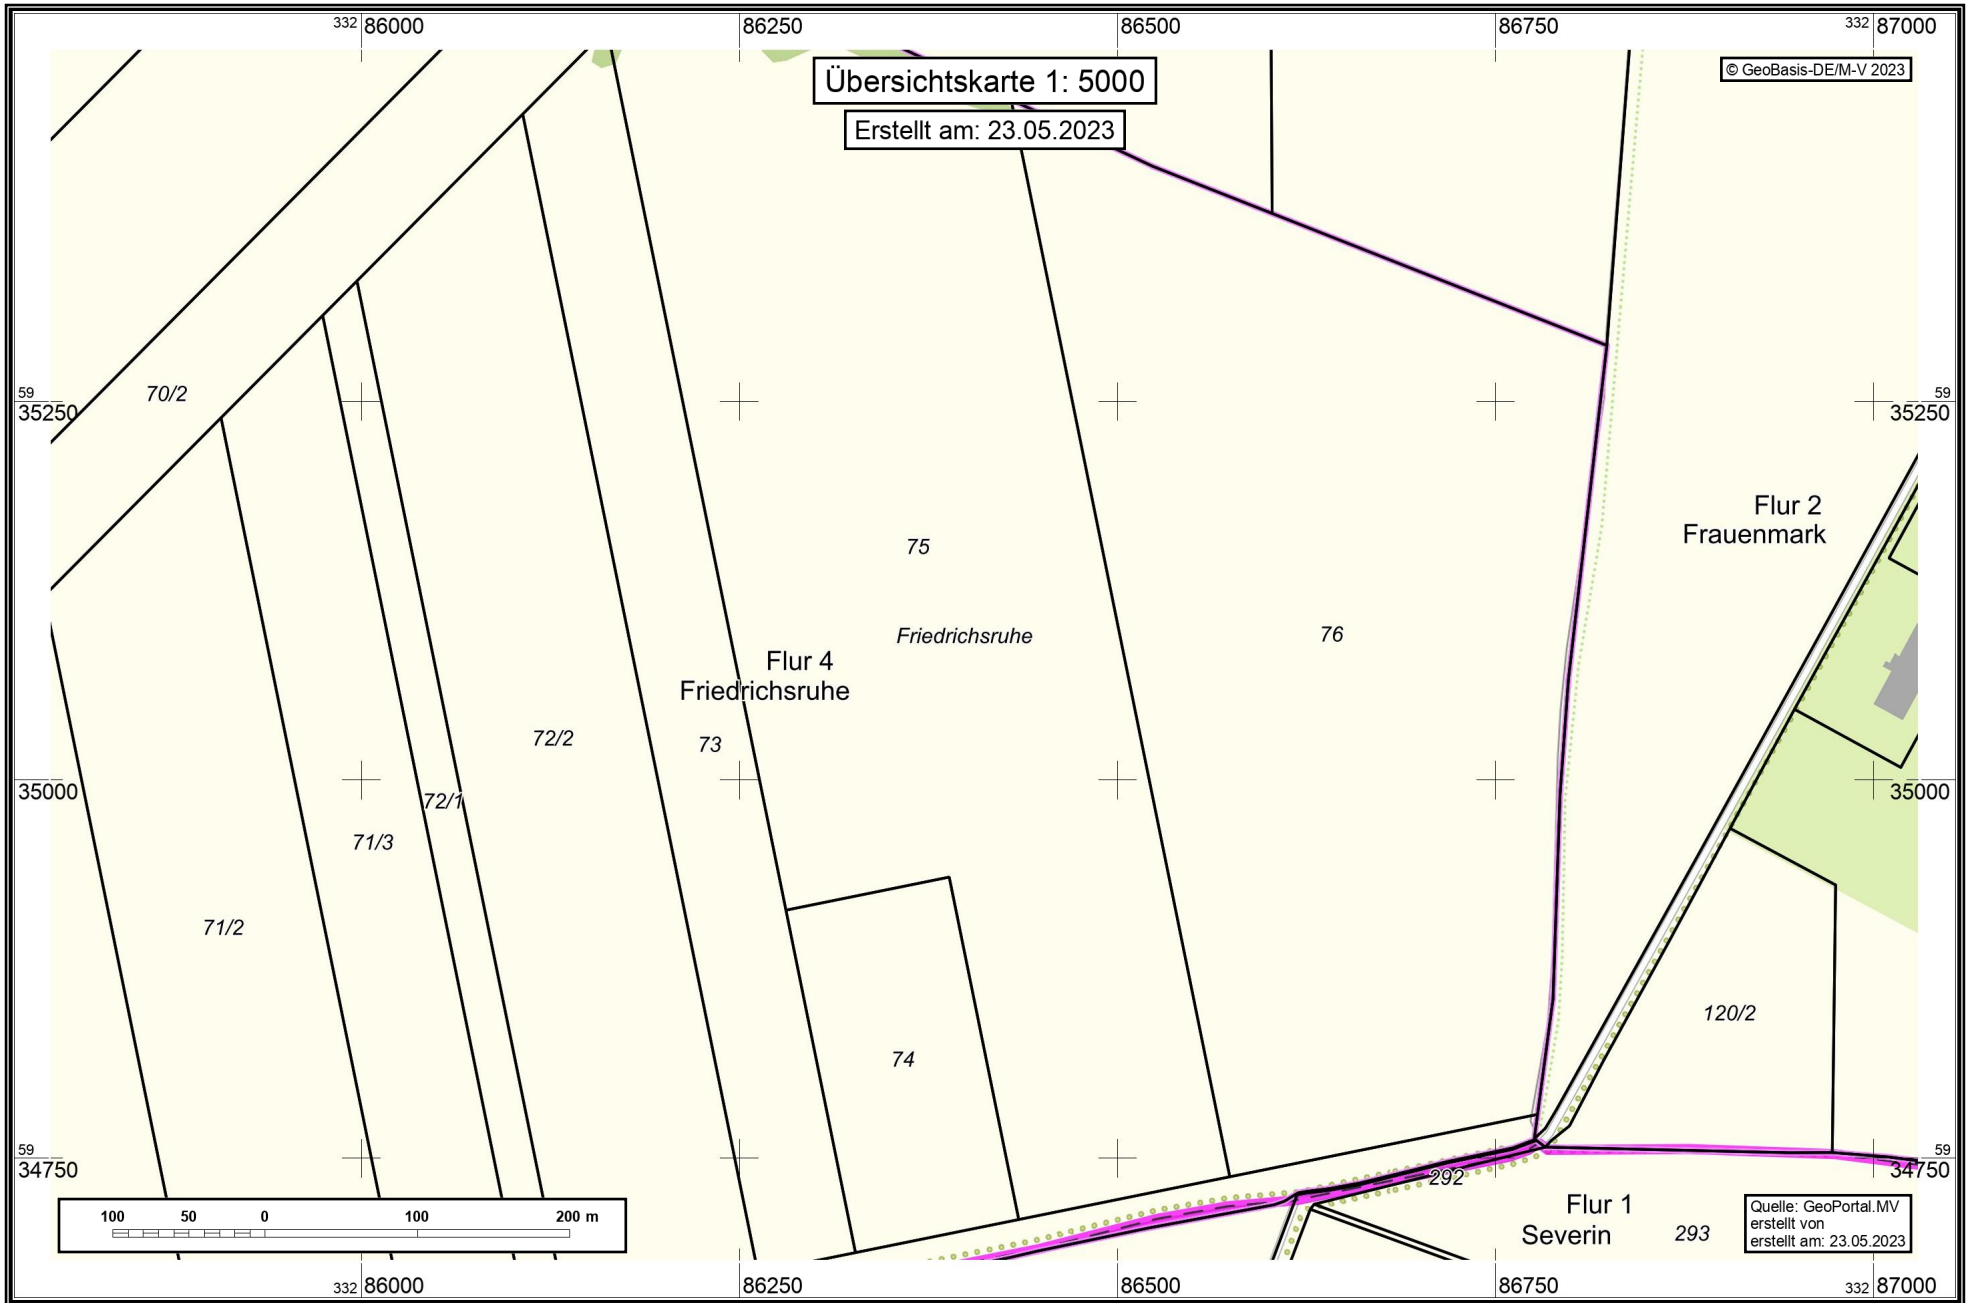 332 86000
86250
86500
86750
332 87000
© GeoBasis-DE/M-V 2023
Übersichtskarte 1: 5000
Erstellt am: 23.05.2023
70/2
59
35250
59
35250
Flur 2
Frauenmark
75
Friedrichsruhe
76
Flur 4
Friedrichsruhe
72/2
73
35000
35000
72/1
71/3
71/2
120/2
74
59
34750
59
34750
292
Flur 1
Severin
293
Quelle: GeoPortal.MV
erstellt von
erstellt am: 23.05.2023
100 50 0 100 200 m
332 86000
86250
86500
86750
332 87000